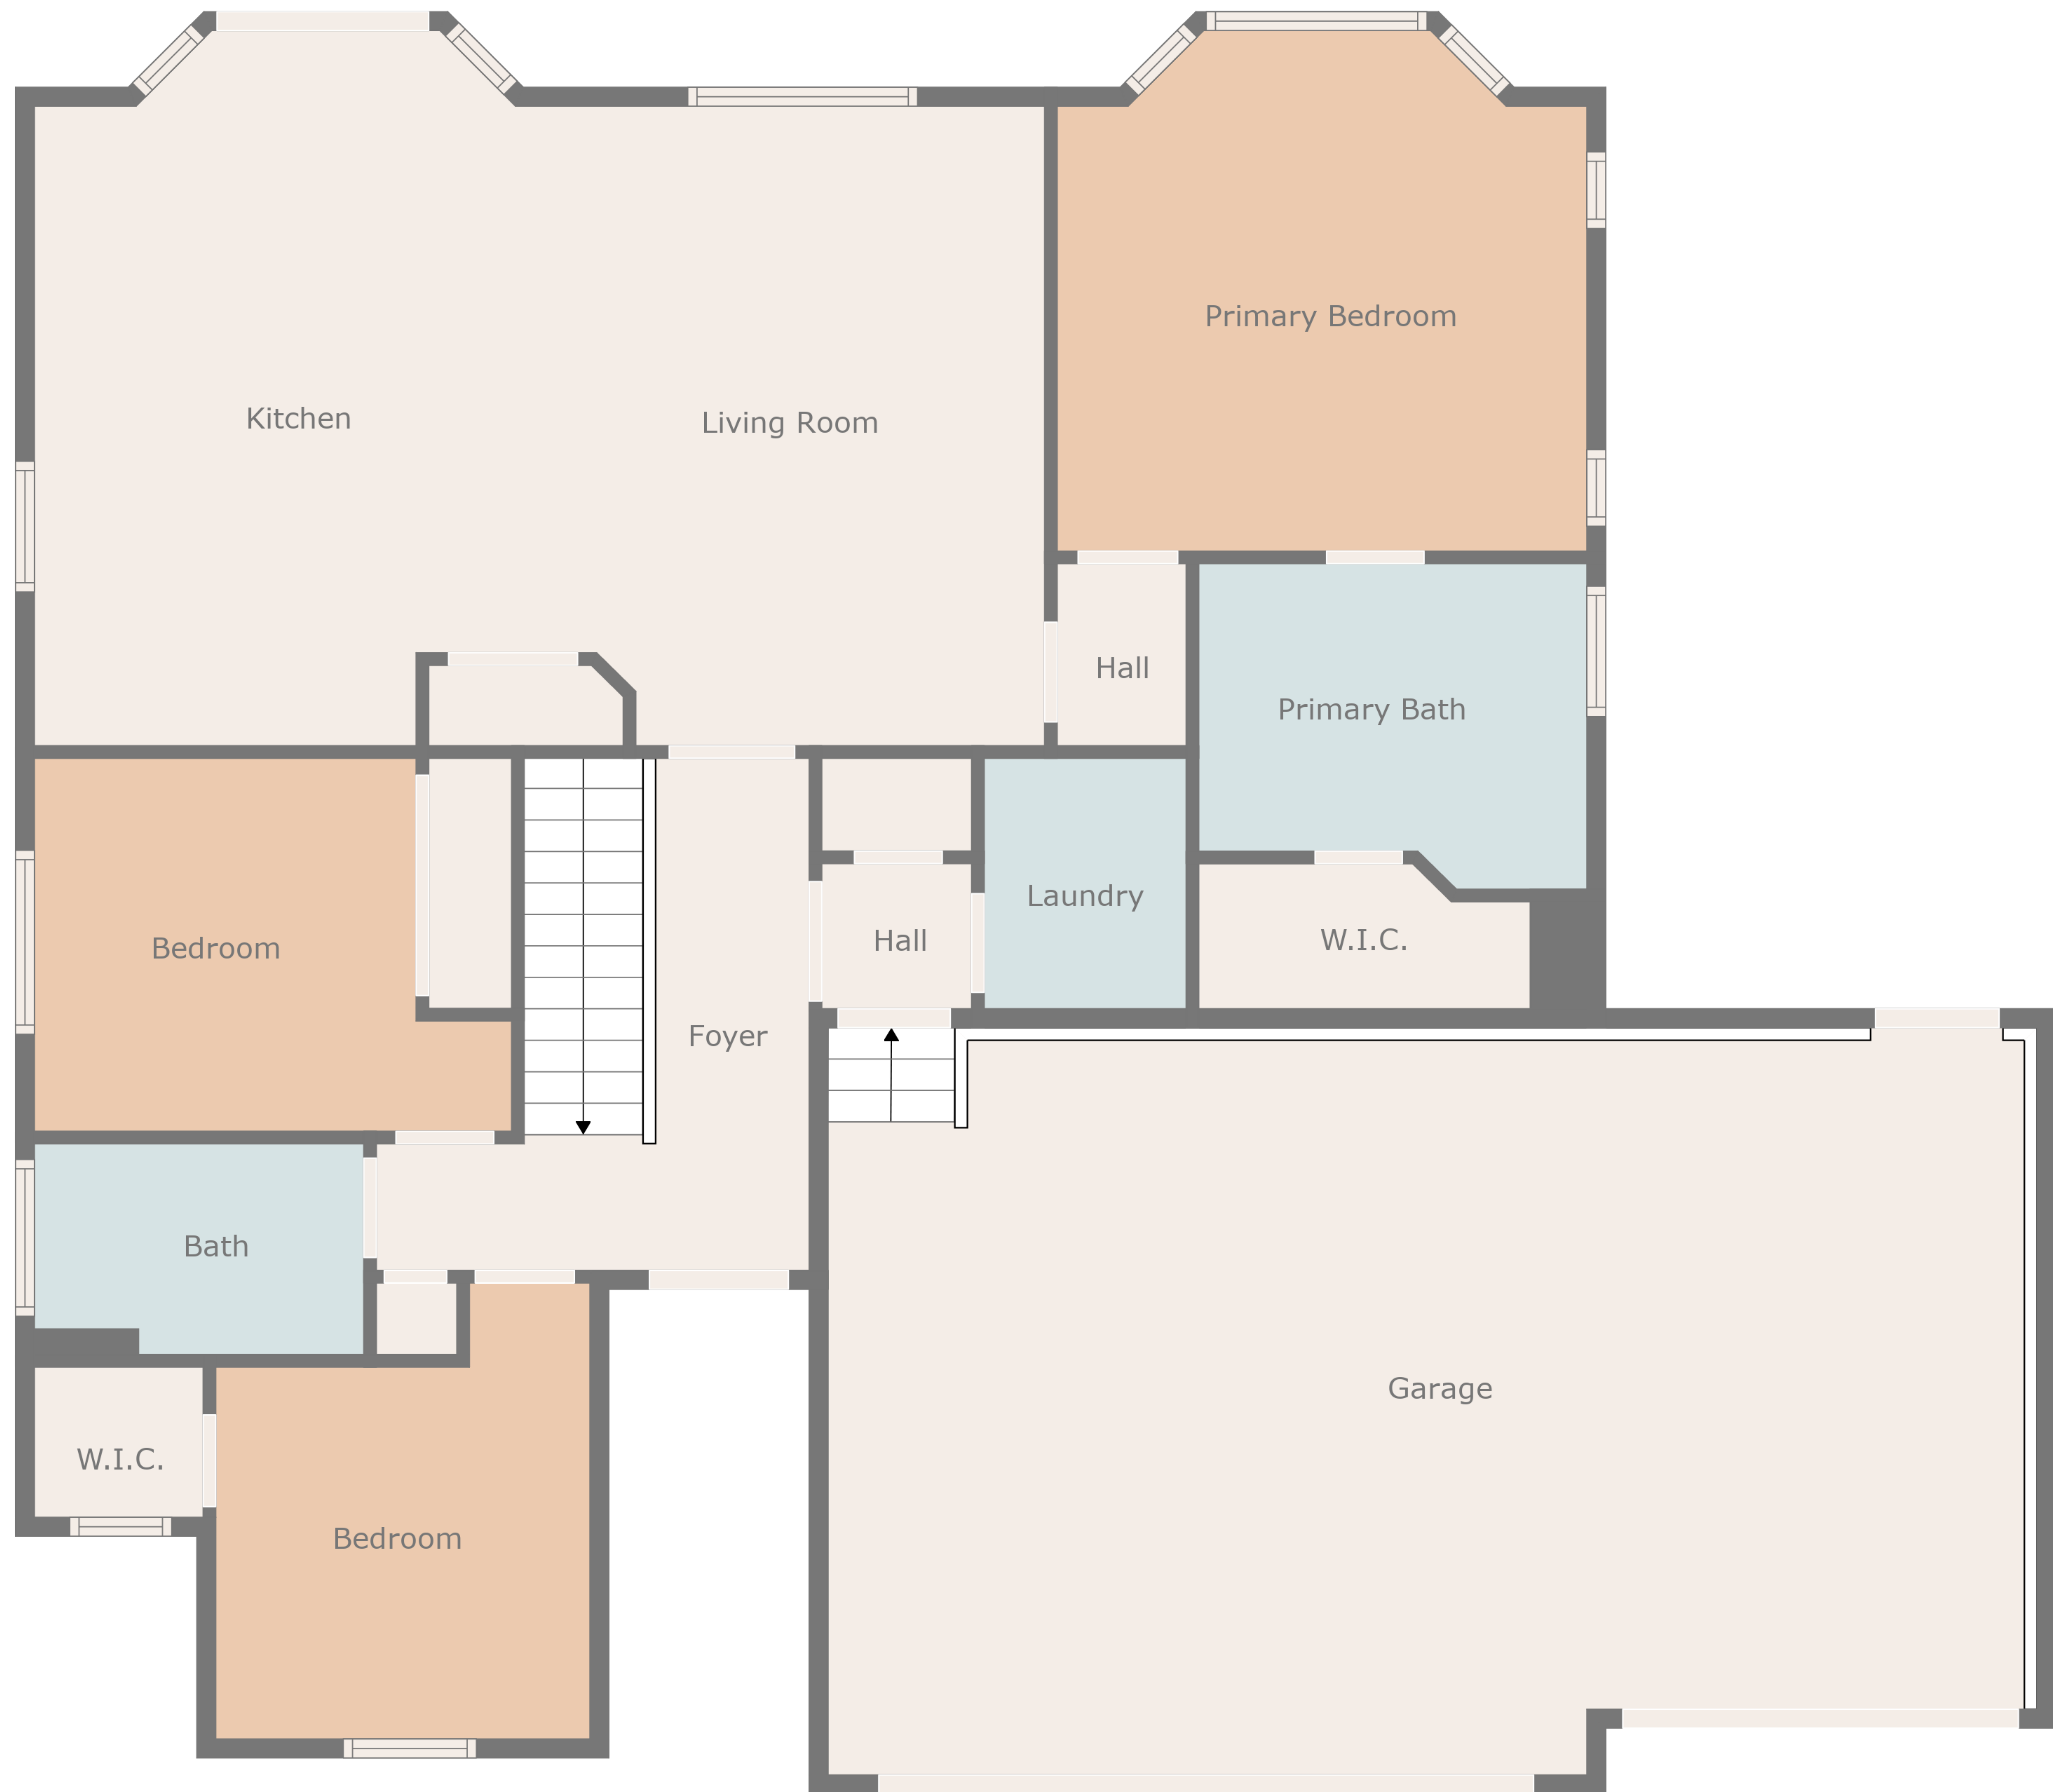 Primary Bedroom
Kitchen
Living Room
Hall
Primary Bath
Laundry
Hall
W.I.C.
Bedroom
Foyer
Bath
Garage
W.I.C.
Bedroom